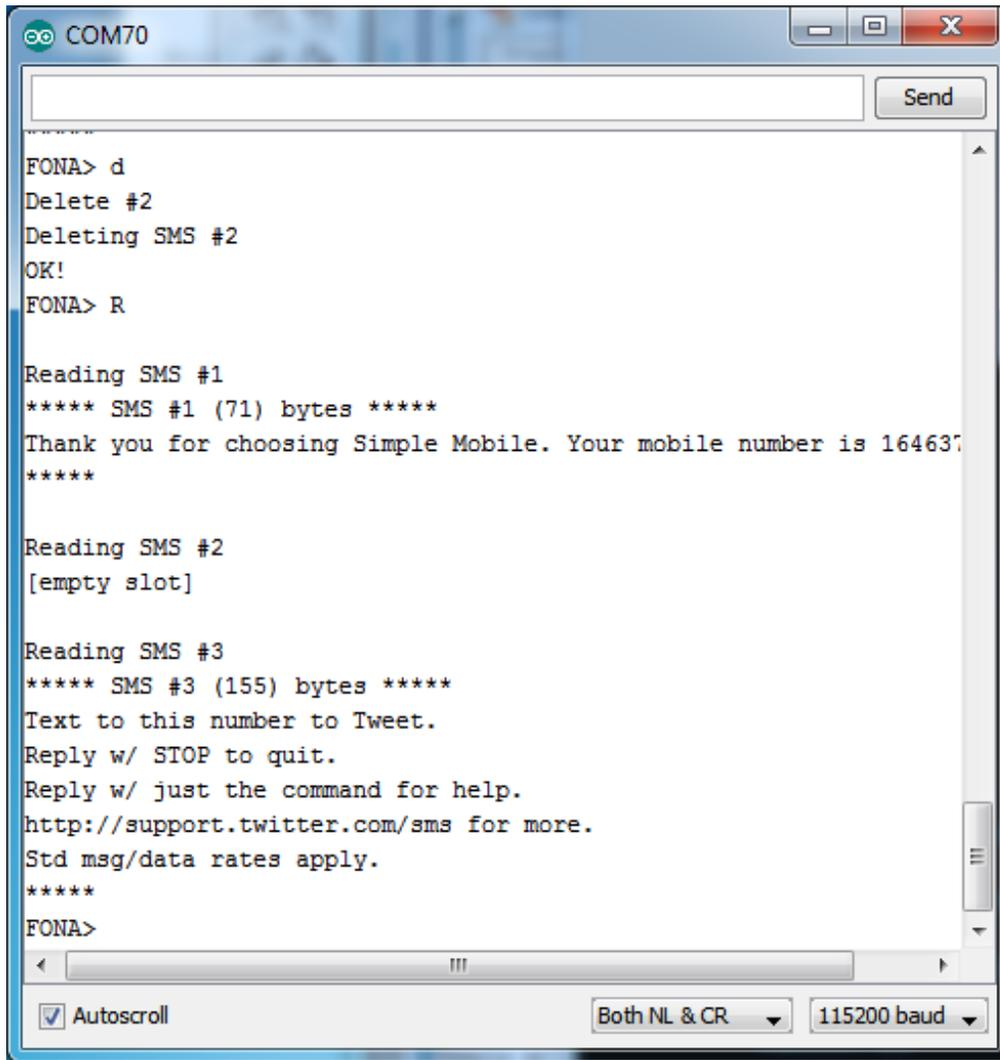 COM70
Send
FONA> d
Delete #2
Deleting SMS #2
OK!
FONA> R
Reading SMS #1
***** SMS #1 (71) bytes *****
Thank you for choosing Simple Mobile. Your mobile number is 164637
*****
Reading SMS #2
[empty slot]
Reading SMS #3
***** SMS #3 (155) bytes *****
Text to this number to Tweet.
Reply w/ STOP to quit.
Reply w/ just the command for help.
http://support.twitter.com/sms for more.
Std msg/data rates apply.
*****
FONA>
Autoscroll
Both NL & CR
115200 baud